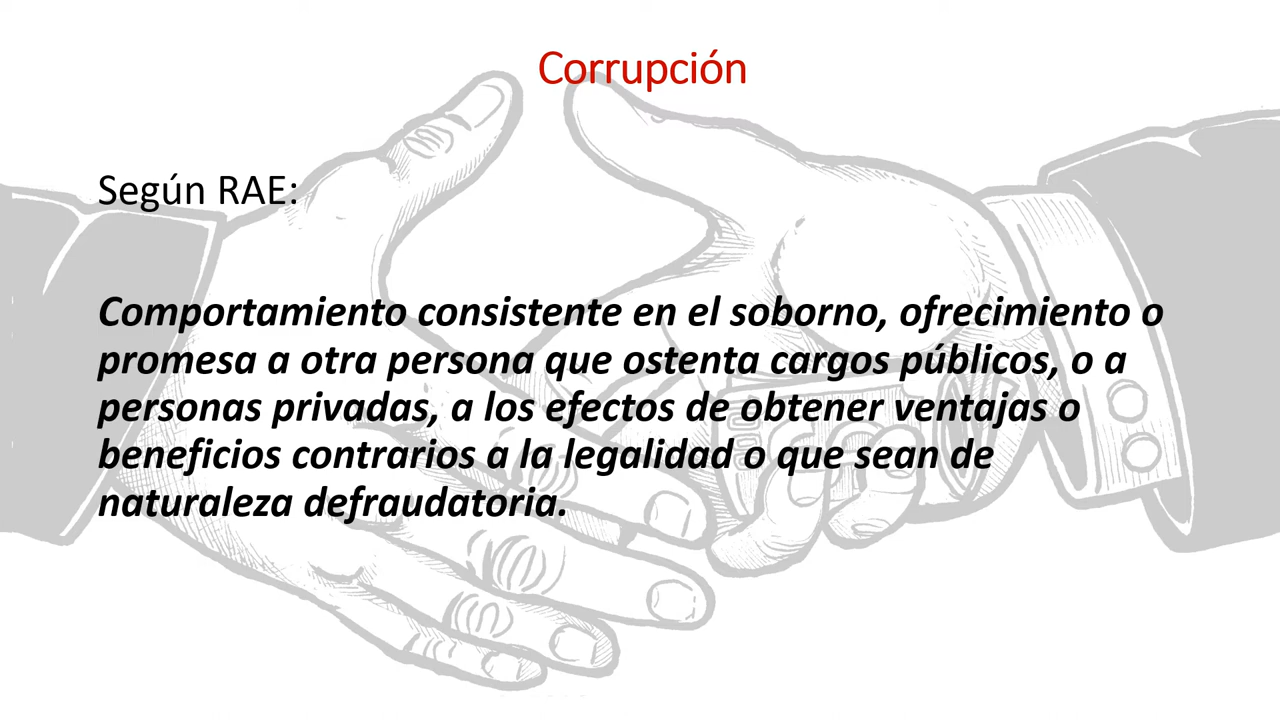 Corrupción
Según RAE:
Comportamiento consistente en el soborno, ofrecimiento o
promesa a otra persona que ostenta cargos públicos, o a
personas privadas, a los efectos de obtener ventajas o
beneficios contrarios a la legalidad o que sean de
naturaleza defraudatoria.